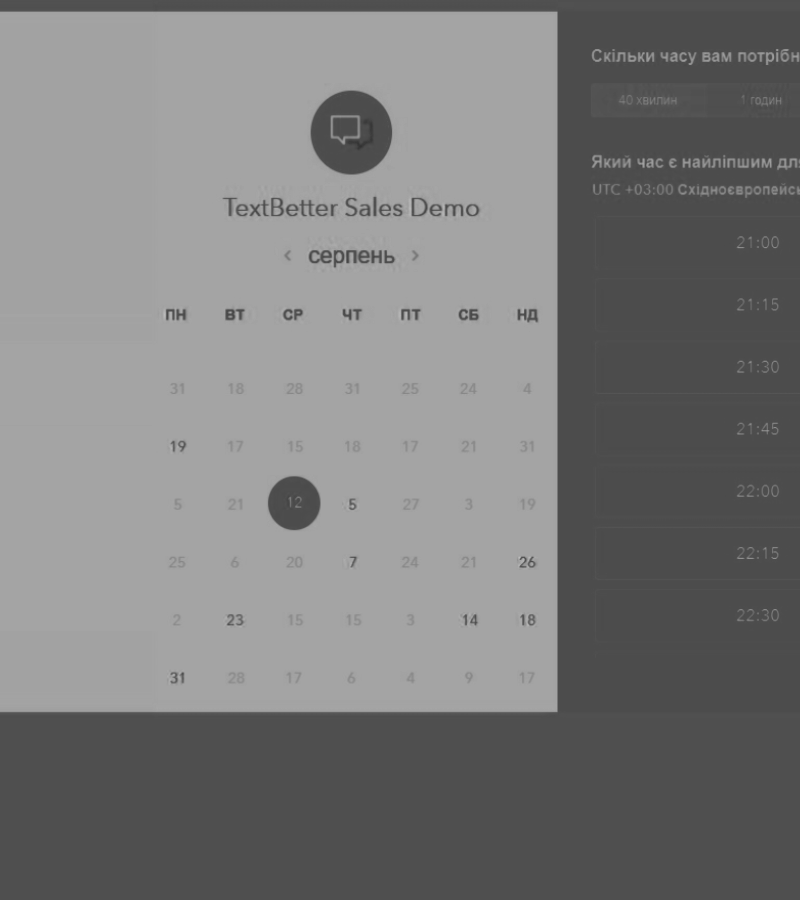 TextBetter Sales Demo
‹ серпень ›
ПН ВТ СР ЧТ ПТ СБ НД
31 18 28 31 25 24 4
19 17 15 18 17 21 31
5 21 12 5 27 3 19
25 6 20 7 24 21 26
2 23 15 15 3 14 18
31 28 17 6 4 9 17
Скільки часу вам потрібн
40 хвилин 1 годин
Який час є найліпшим для
UTC +03:00 Східноєвропейсь
21:00
21:15
21:30
21:45
22:00
22:15
22:30